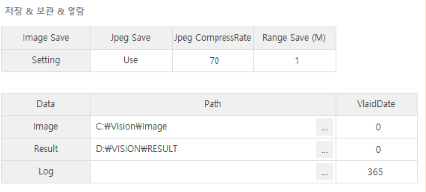 저장 & 보관 & 열람
Image Save Jpeg Save Jpeg CompressRate Range Save (M)
Setting Use 70 1
Data Path VlaidDate
Image C:₩Vision₩Image ... 0
Result D:₩VISION₩RESULT ... 0
Log ... 365